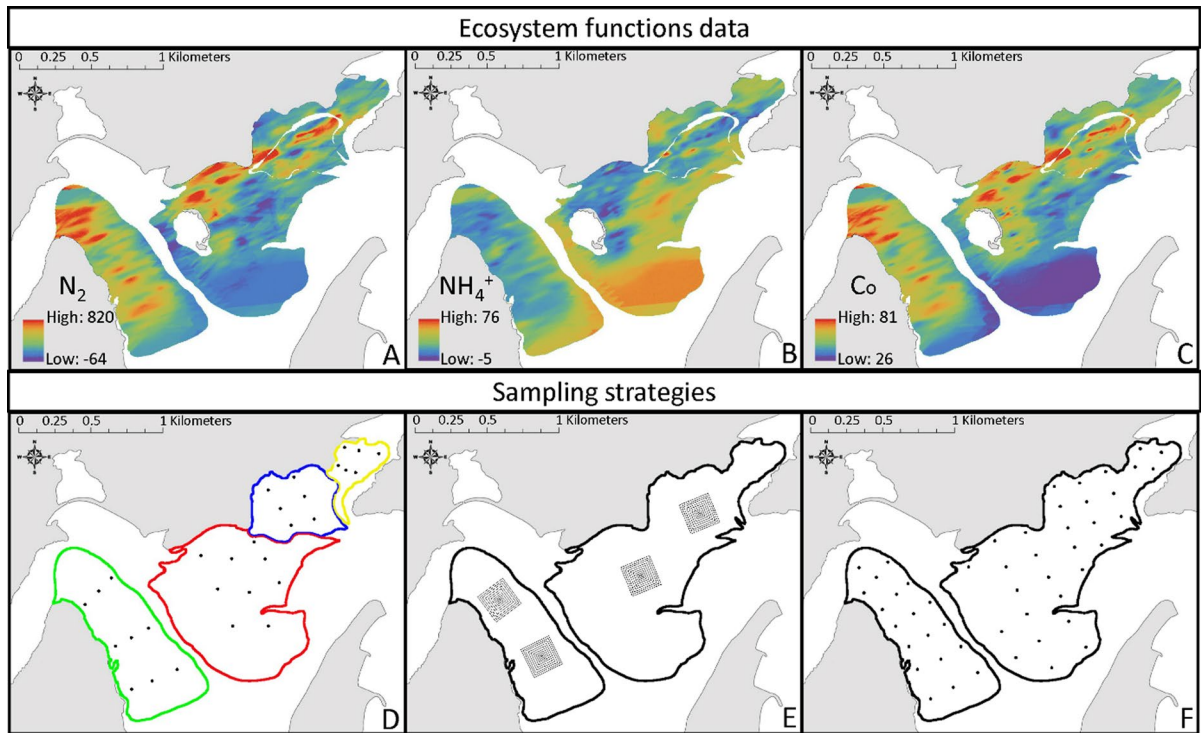 Ecosystem functions data
0 0.5 1 Kilometers
0.25
N
W E
S
N2
High: 820
Low: -64
A
0 0.5 1 Kilometers
0.25
N
W E
S
NH4+
High: 76
Low: -5
B
0 0.5 1 Kilometers
0.25
N
W E
S
Co
High: 81
Low: 26
C
Sampling strategies
0 0.5 1 Kilometers
0.25
N
W E
S
D
0 0.5 1 Kilometers
0.25
N
W E
S
E
0 0.5 1 Kilometers
0.25
N
W E
S
F